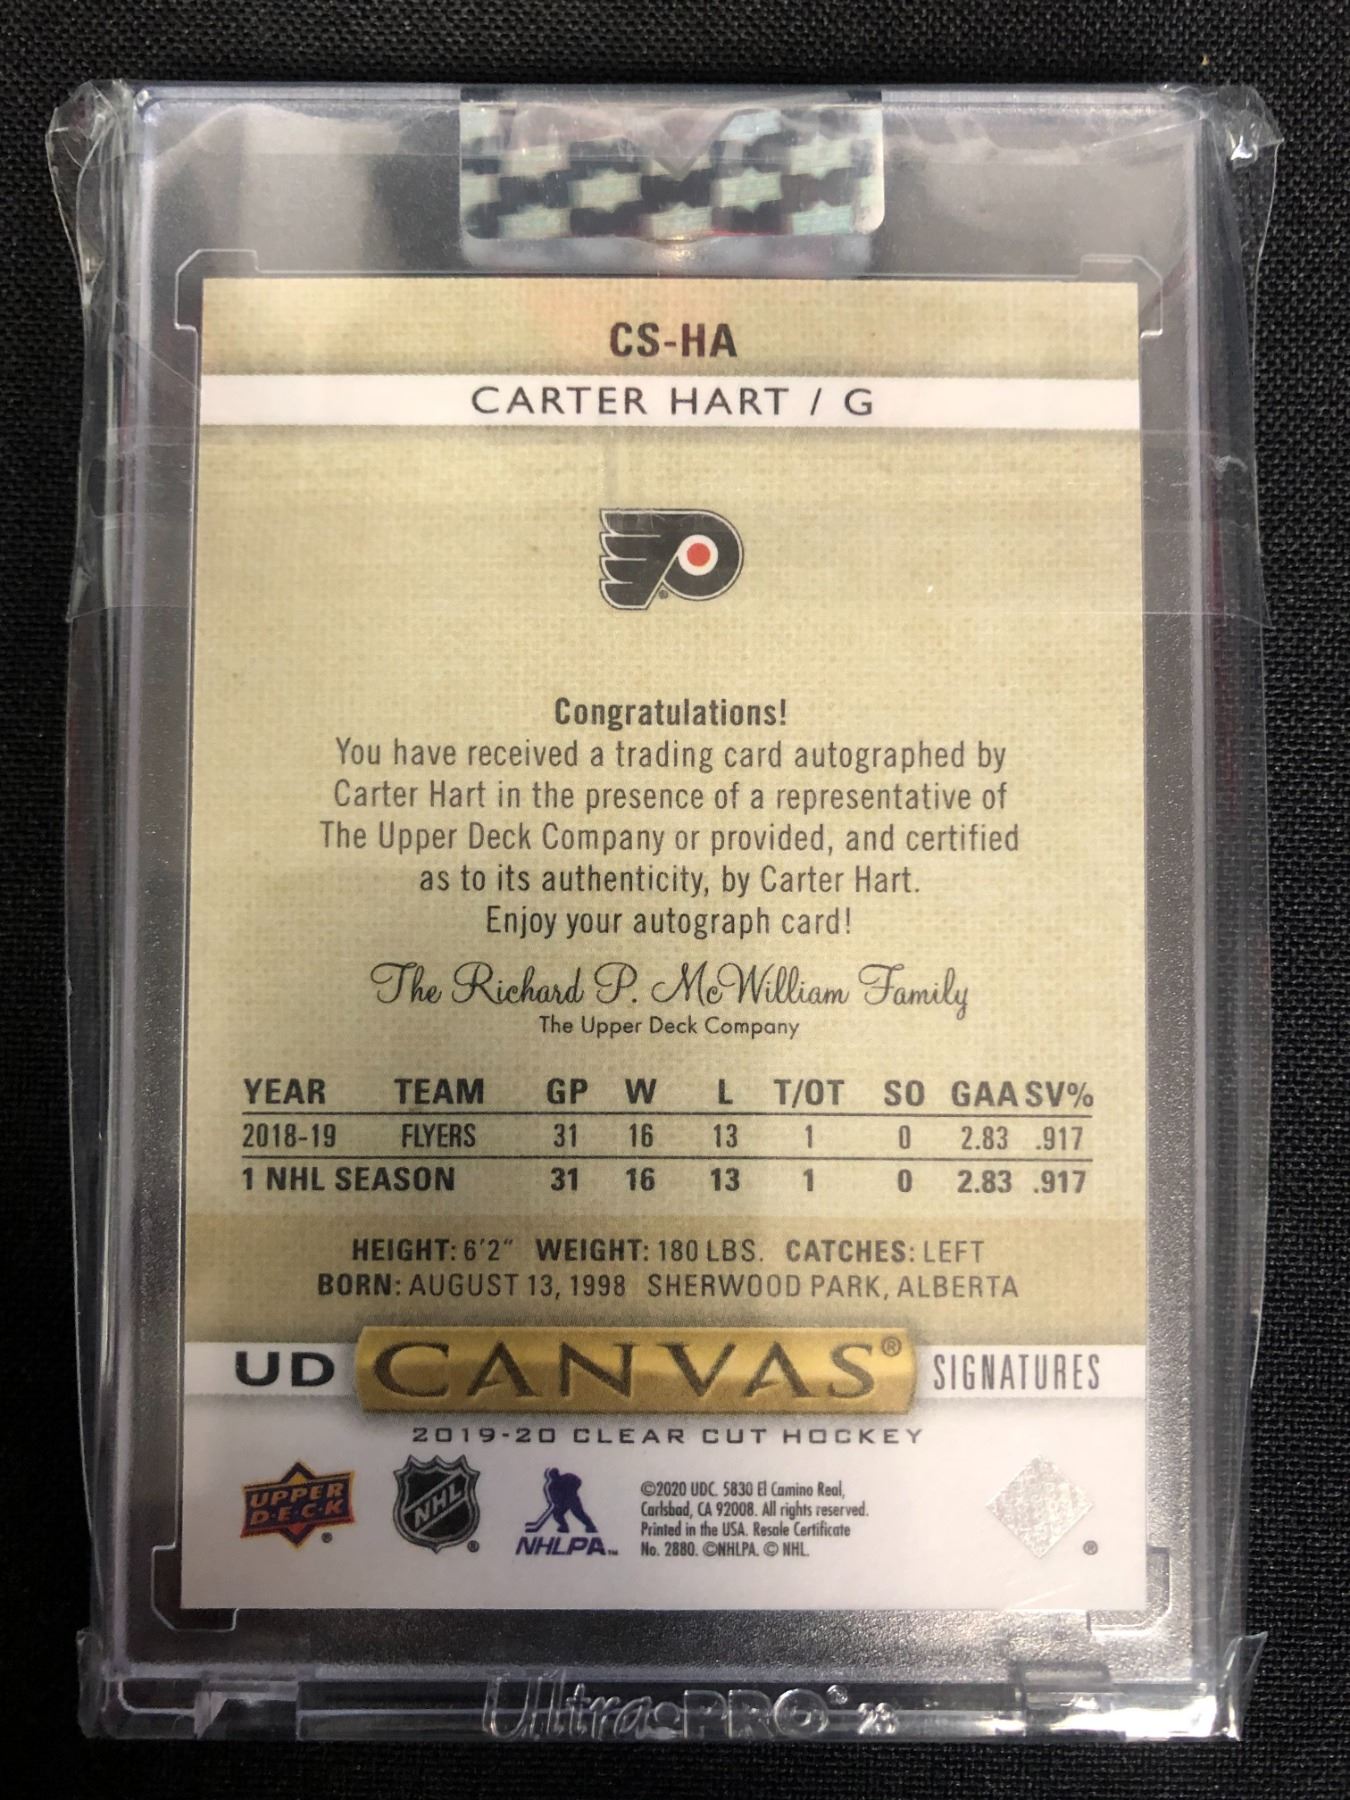 CS-HA
CARTER HART / G
®
Congratulations!
You have received a trading card autographed by
Carter Hart in the presence of a representative of
The Upper Deck Company or provided, and certified
as to its authenticity, by Carter Hart.
Enjoy your autograph card!
The Richard P. McWilliam Family
The Upper Deck Company
YEAR TEAM GP W L T/OT SO GAA SV%
2018-19 FLYERS 31 16 13 1 0 2.83 .917
1 NHL SEASON 31 16 13 1 0 2.83 .917
HEIGHT: 6'2" WEIGHT: 180 LBS. CATCHES: LEFT
BORN: AUGUST 13, 1998 SHERWOOD PARK, ALBERTA
UD CANVAS® SIGNATURES
2019-20 CLEAR CUT HOCKEY
UPPER
D·E·C·K ®
NHL ®
NHLPA™
©2020 UDC. 5830 El Camino Real,
Carlsbad, CA 92008. All rights reserved.
Printed in the USA. Resale Certificate
No. 2880. ©NHLPA. © NHL.
®
Ultra·PRO®